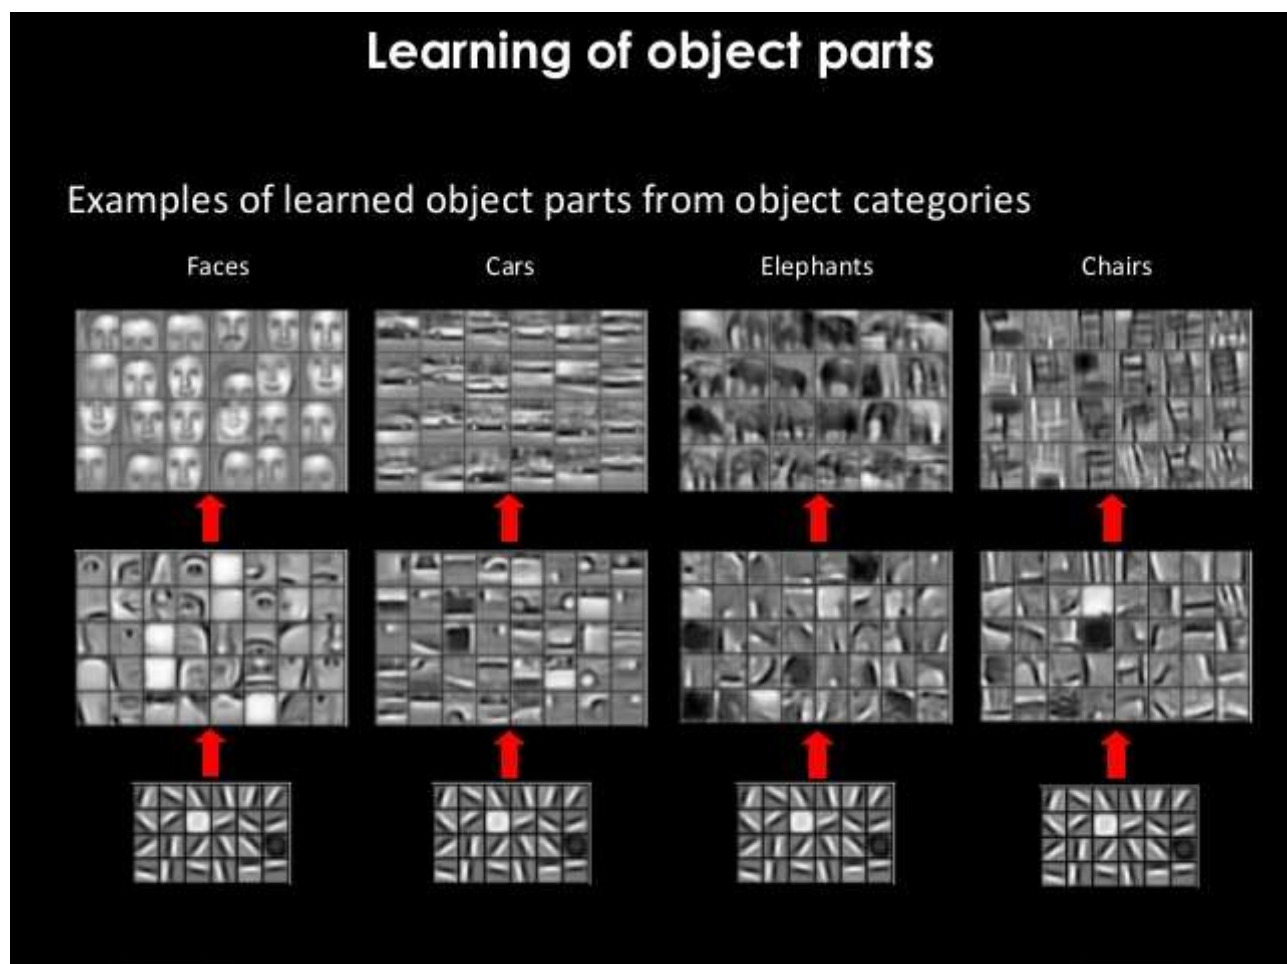 Learning of object parts
Examples of learned object parts from object categories
Faces
Cars
Elephants
Chairs